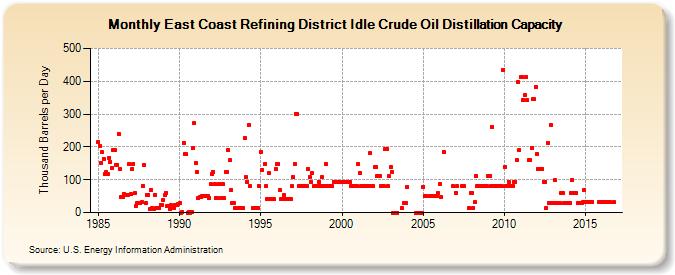 Monthly East Coast Refining District Idle Crude Oil Distillation Capacity
Thousand Barrels per Day
500
400
300
200
100
0
1985 1990 1995 2000 2005 2010 2015
Source: U.S. Energy Information Administration